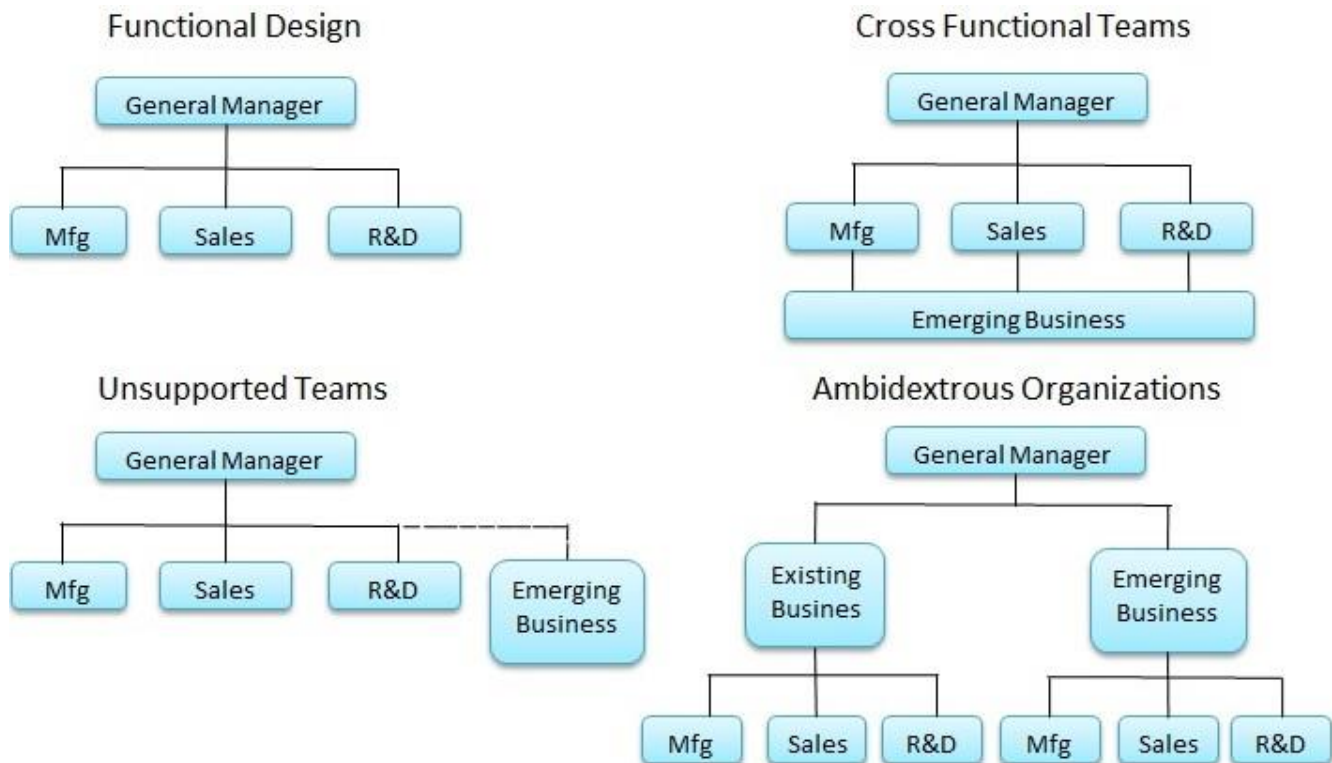 Functional Design
General Manager
Mfg
Sales
R&D
Cross Functional Teams
General Manager
Mfg
Sales
R&D
Emerging Business
Unsupported Teams
General Manager
Mfg
Sales
R&D
Emerging
Business
Ambidextrous Organizations
General Manager
Existing
Busines
Emerging
Business
Mfg
Sales
R&D
Mfg
Sales
R&D